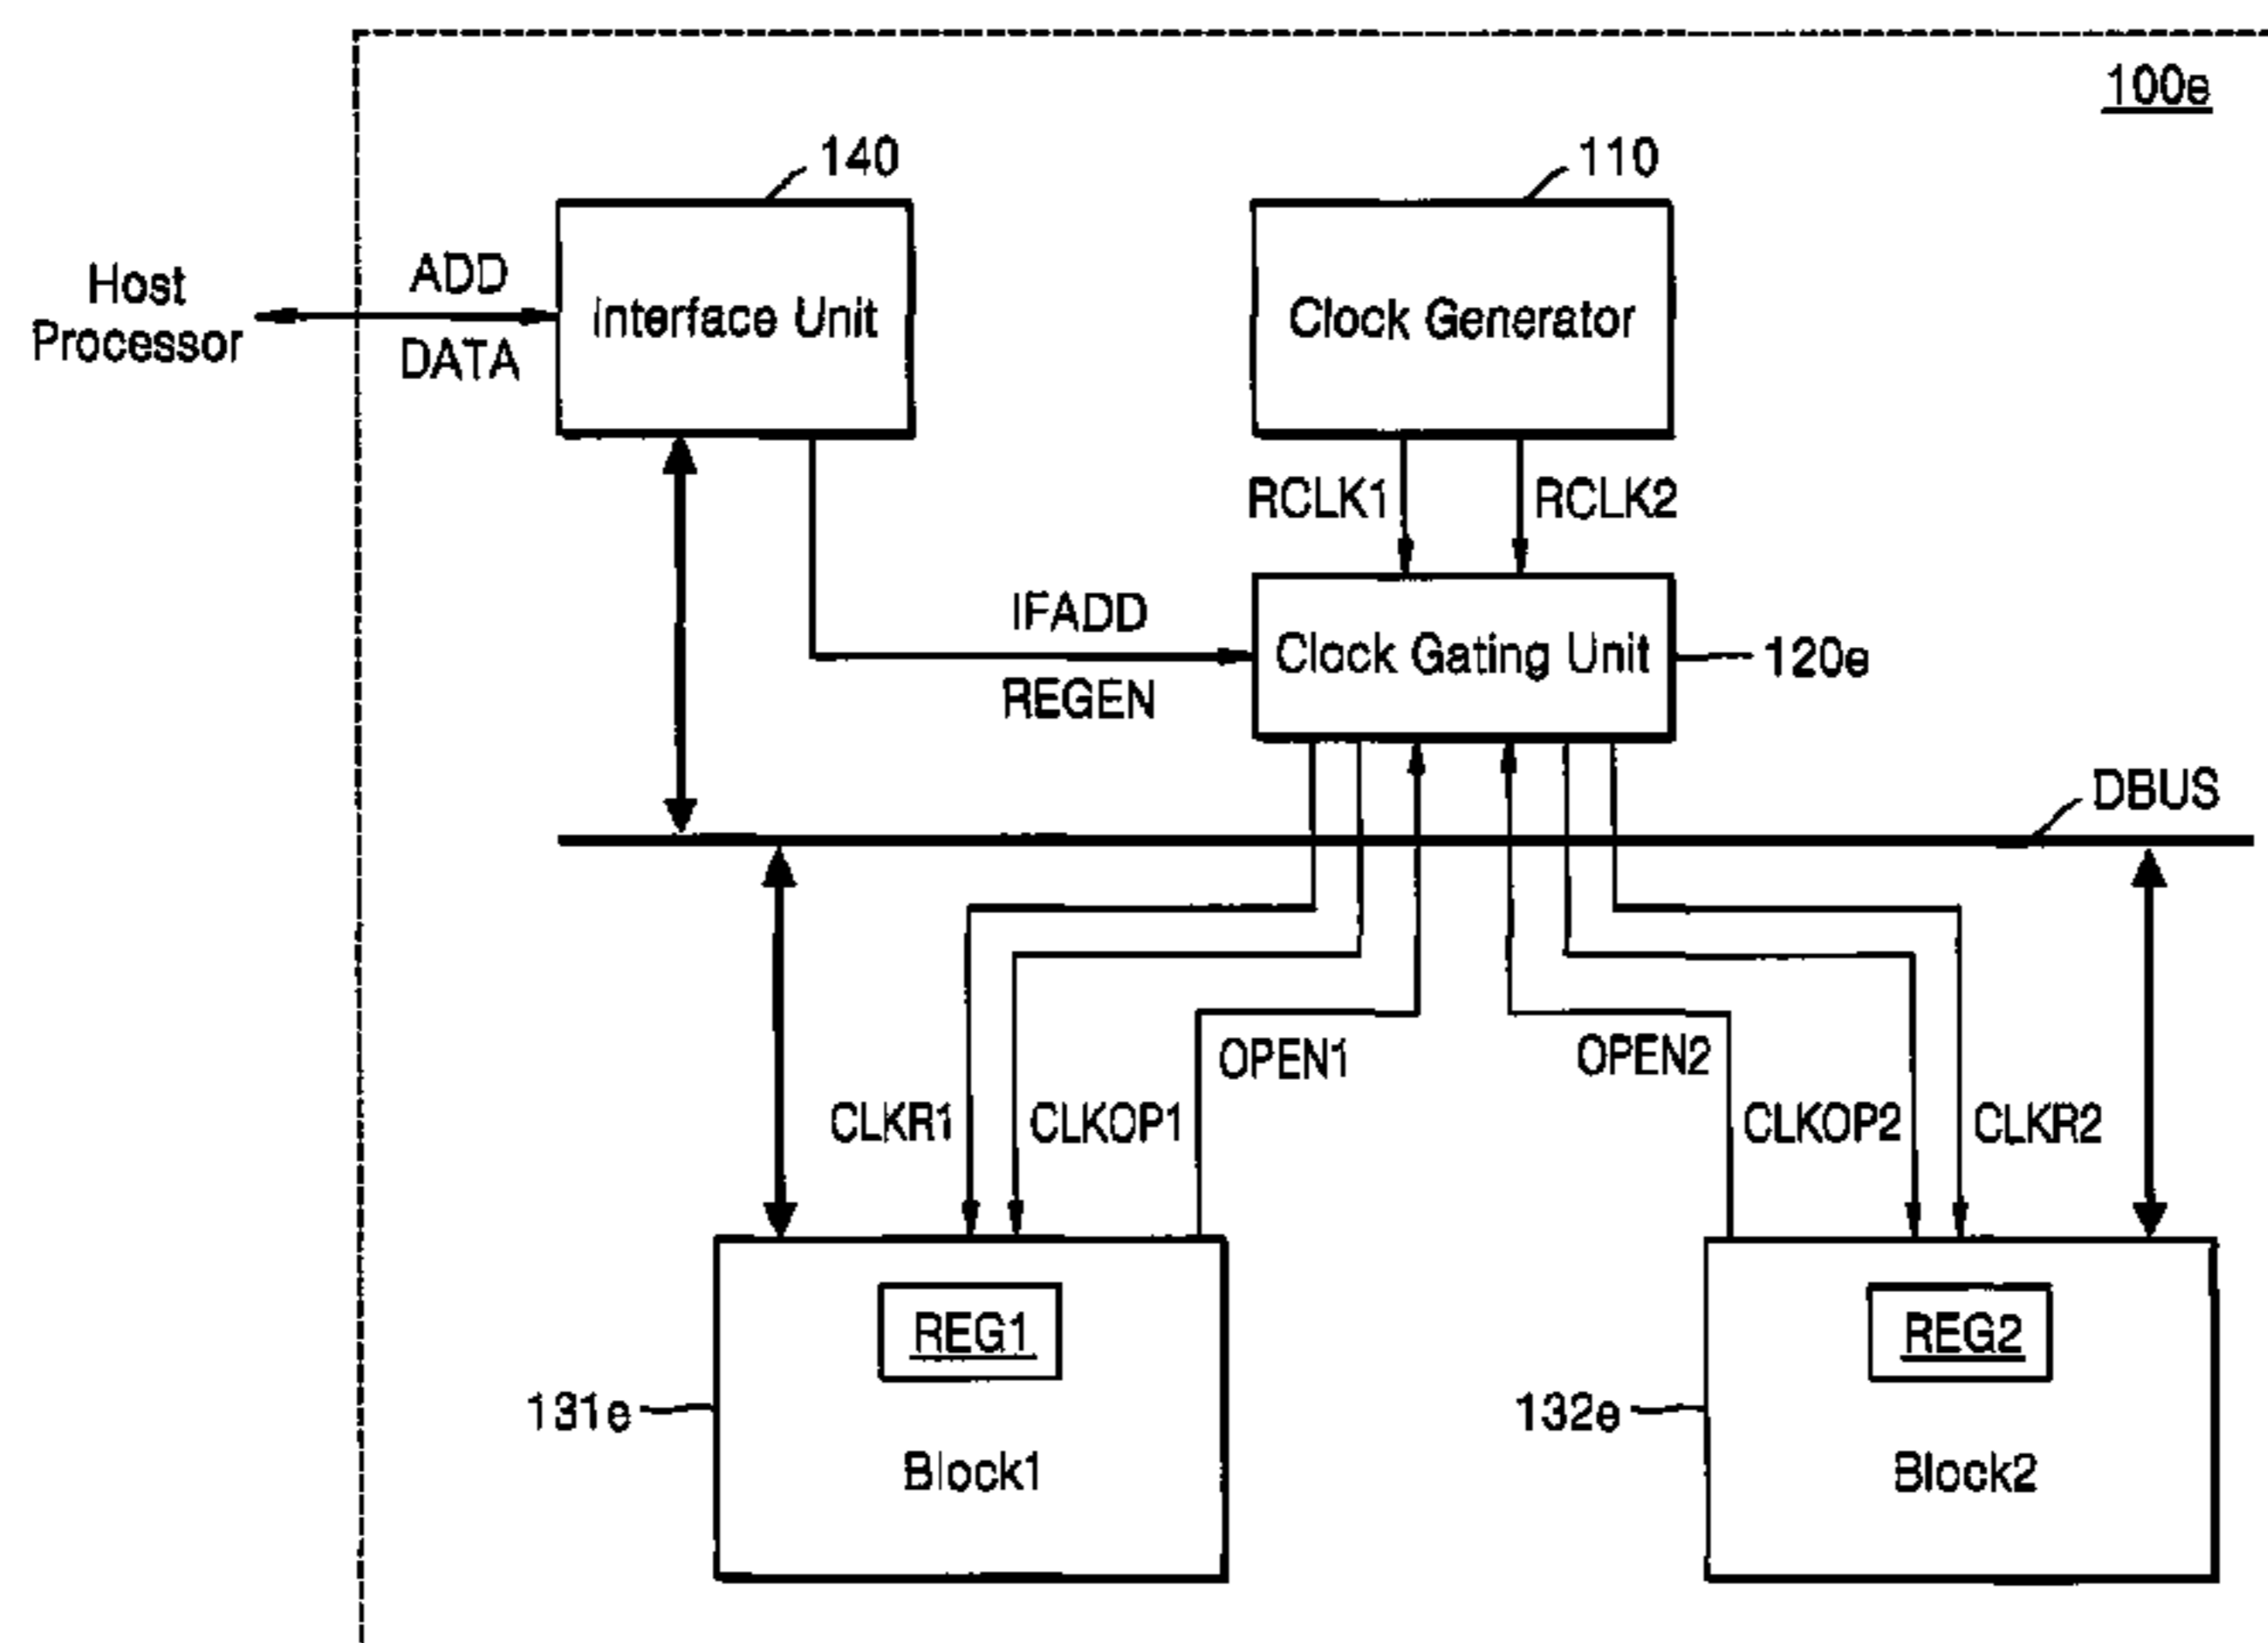 100e
140
110
Host
Processor
ADD
DATA
Interface Unit
Clock Generator
RCLK1
RCLK2
IFADD
REGEN
Clock Gating Unit
120e
DBUS
OPEN1
OPEN2
CLKR1
CLKOP1
CLKOP2
CLKR2
REG1
REG2
131e
132e
Block1
Block2